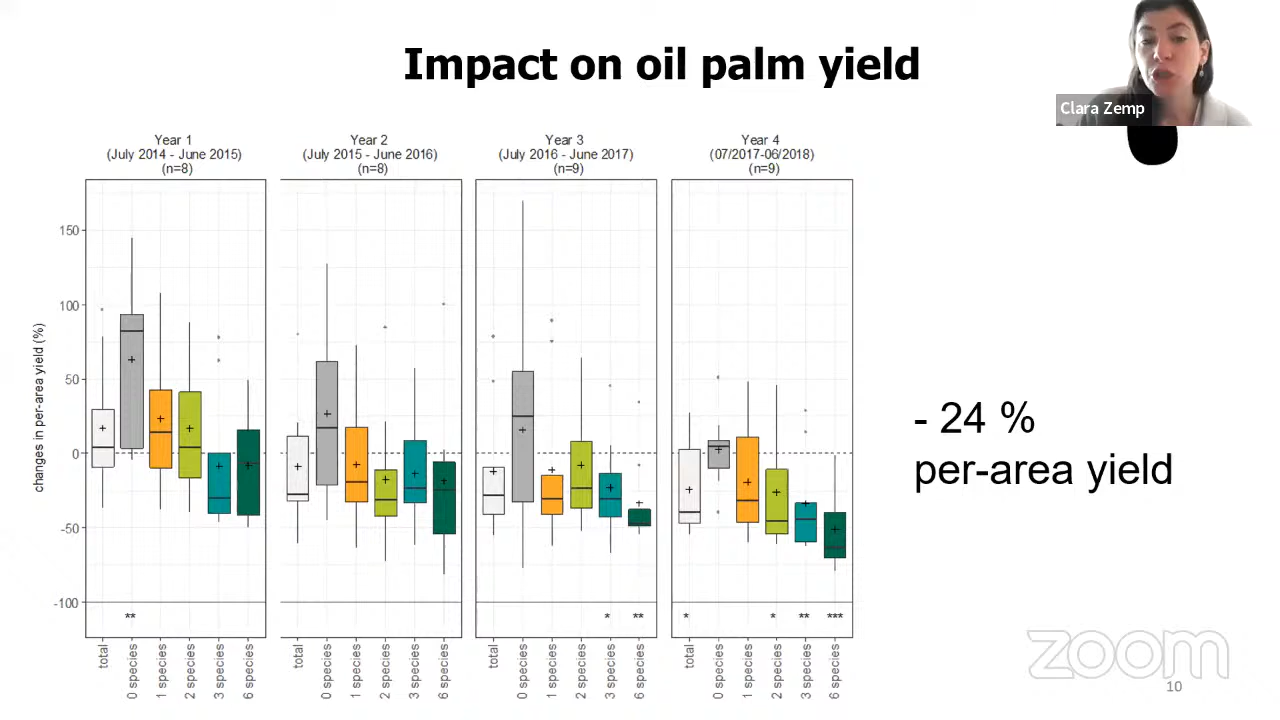 Impact on oil palm yield
Clara Zemp
Year 1
(July 2014 - June 2015)
(n=8)
Year 2
(July 2015 - June 2016)
(n=8)
Year 3
(July 2016 - June 2017)
(n=9)
Year 4
(07/2017-06/2018)
(n=9)
changes in per-area yield (%)
150
100
50
0
-50
-100
**
* **
* * ** ***
total 0 species 1 species 2 species 3 species 6 species
total 0 species 1 species 2 species 3 species 6 species
total 0 species 1 species 2 species 3 species 6 species
total 0 species 1 species 2 species 3 species 6 species
- 24 %
per-area yield
zoom
10